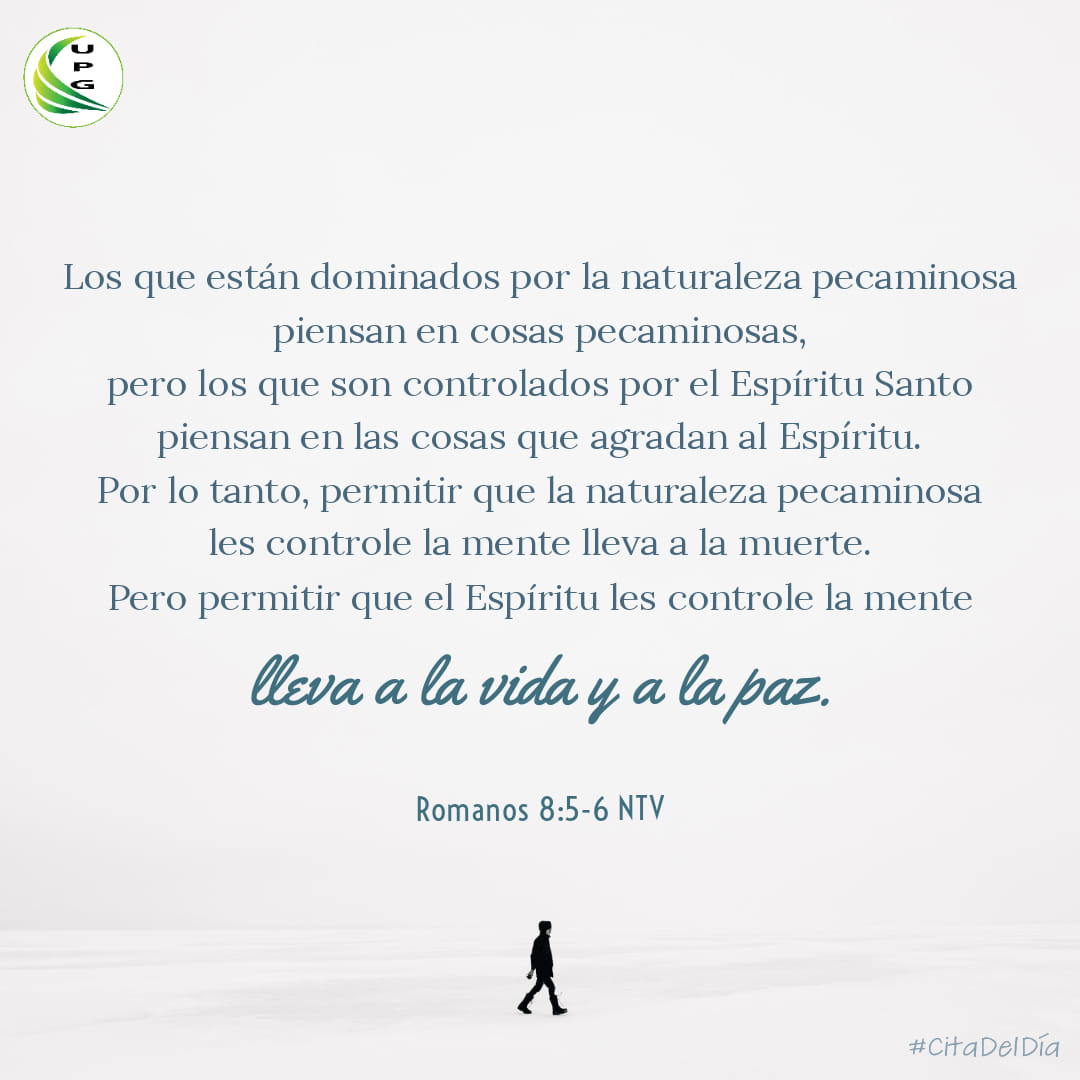 U
P
G
Los que están dominados por la naturaleza pecaminosa
piensan en cosas pecaminosas,
pero los que son controlados por el Espíritu Santo
piensan en las cosas que agradan al Espíritu.
Por lo tanto, permitir que la naturaleza pecaminosa
les controle la mente lleva a la muerte.
Pero permitir que el Espíritu les controle la mente
lleva a la vida y a la paz.
Romanos 8:5-6 NTV
#CitaDelDía